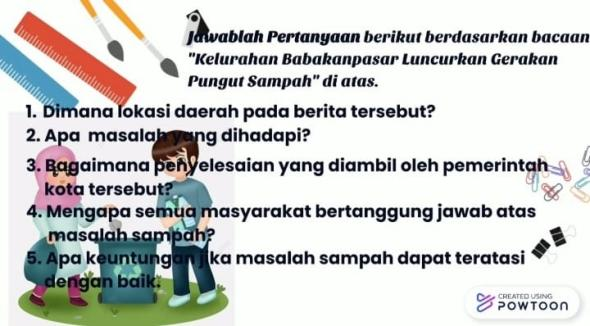 Jawablah Pertanyaan berikut berdasarkan bacaan
"Kelurahan Babakanpasar Luncurkan Gerakan
Pungut Sampah" di atas.
1. Dimana lokasi daerah pada berita tersebut?
2. Apa masalah yang dihadapi?
3. Bagaimana penyelesaian yang diambil oleh pemerintah
kota tersebut?
4. Mengapa semua masyarakat bertanggung jawab atas
masalah sampah?
5. Apa keuntungan jika masalah sampah dapat teratasi
dengan baik.
CREATED USING
POWTOON